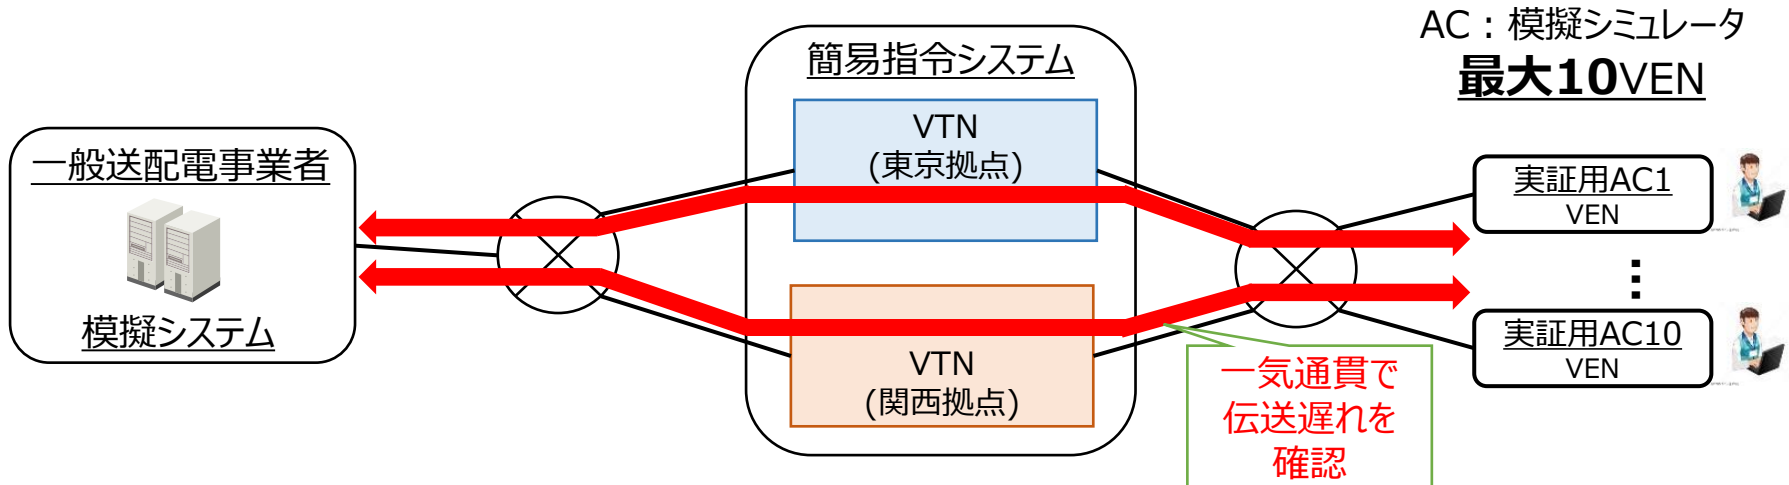 AC：模擬シミュレータ
最大10VEN
簡易指令システム
VTN
(東京拠点)
一般送配電事業者
模擬システム
実証用AC1
VEN
⋮
実証用AC10
VEN
VTN
(関西拠点)
一気通貫で
伝送遅れを
確認